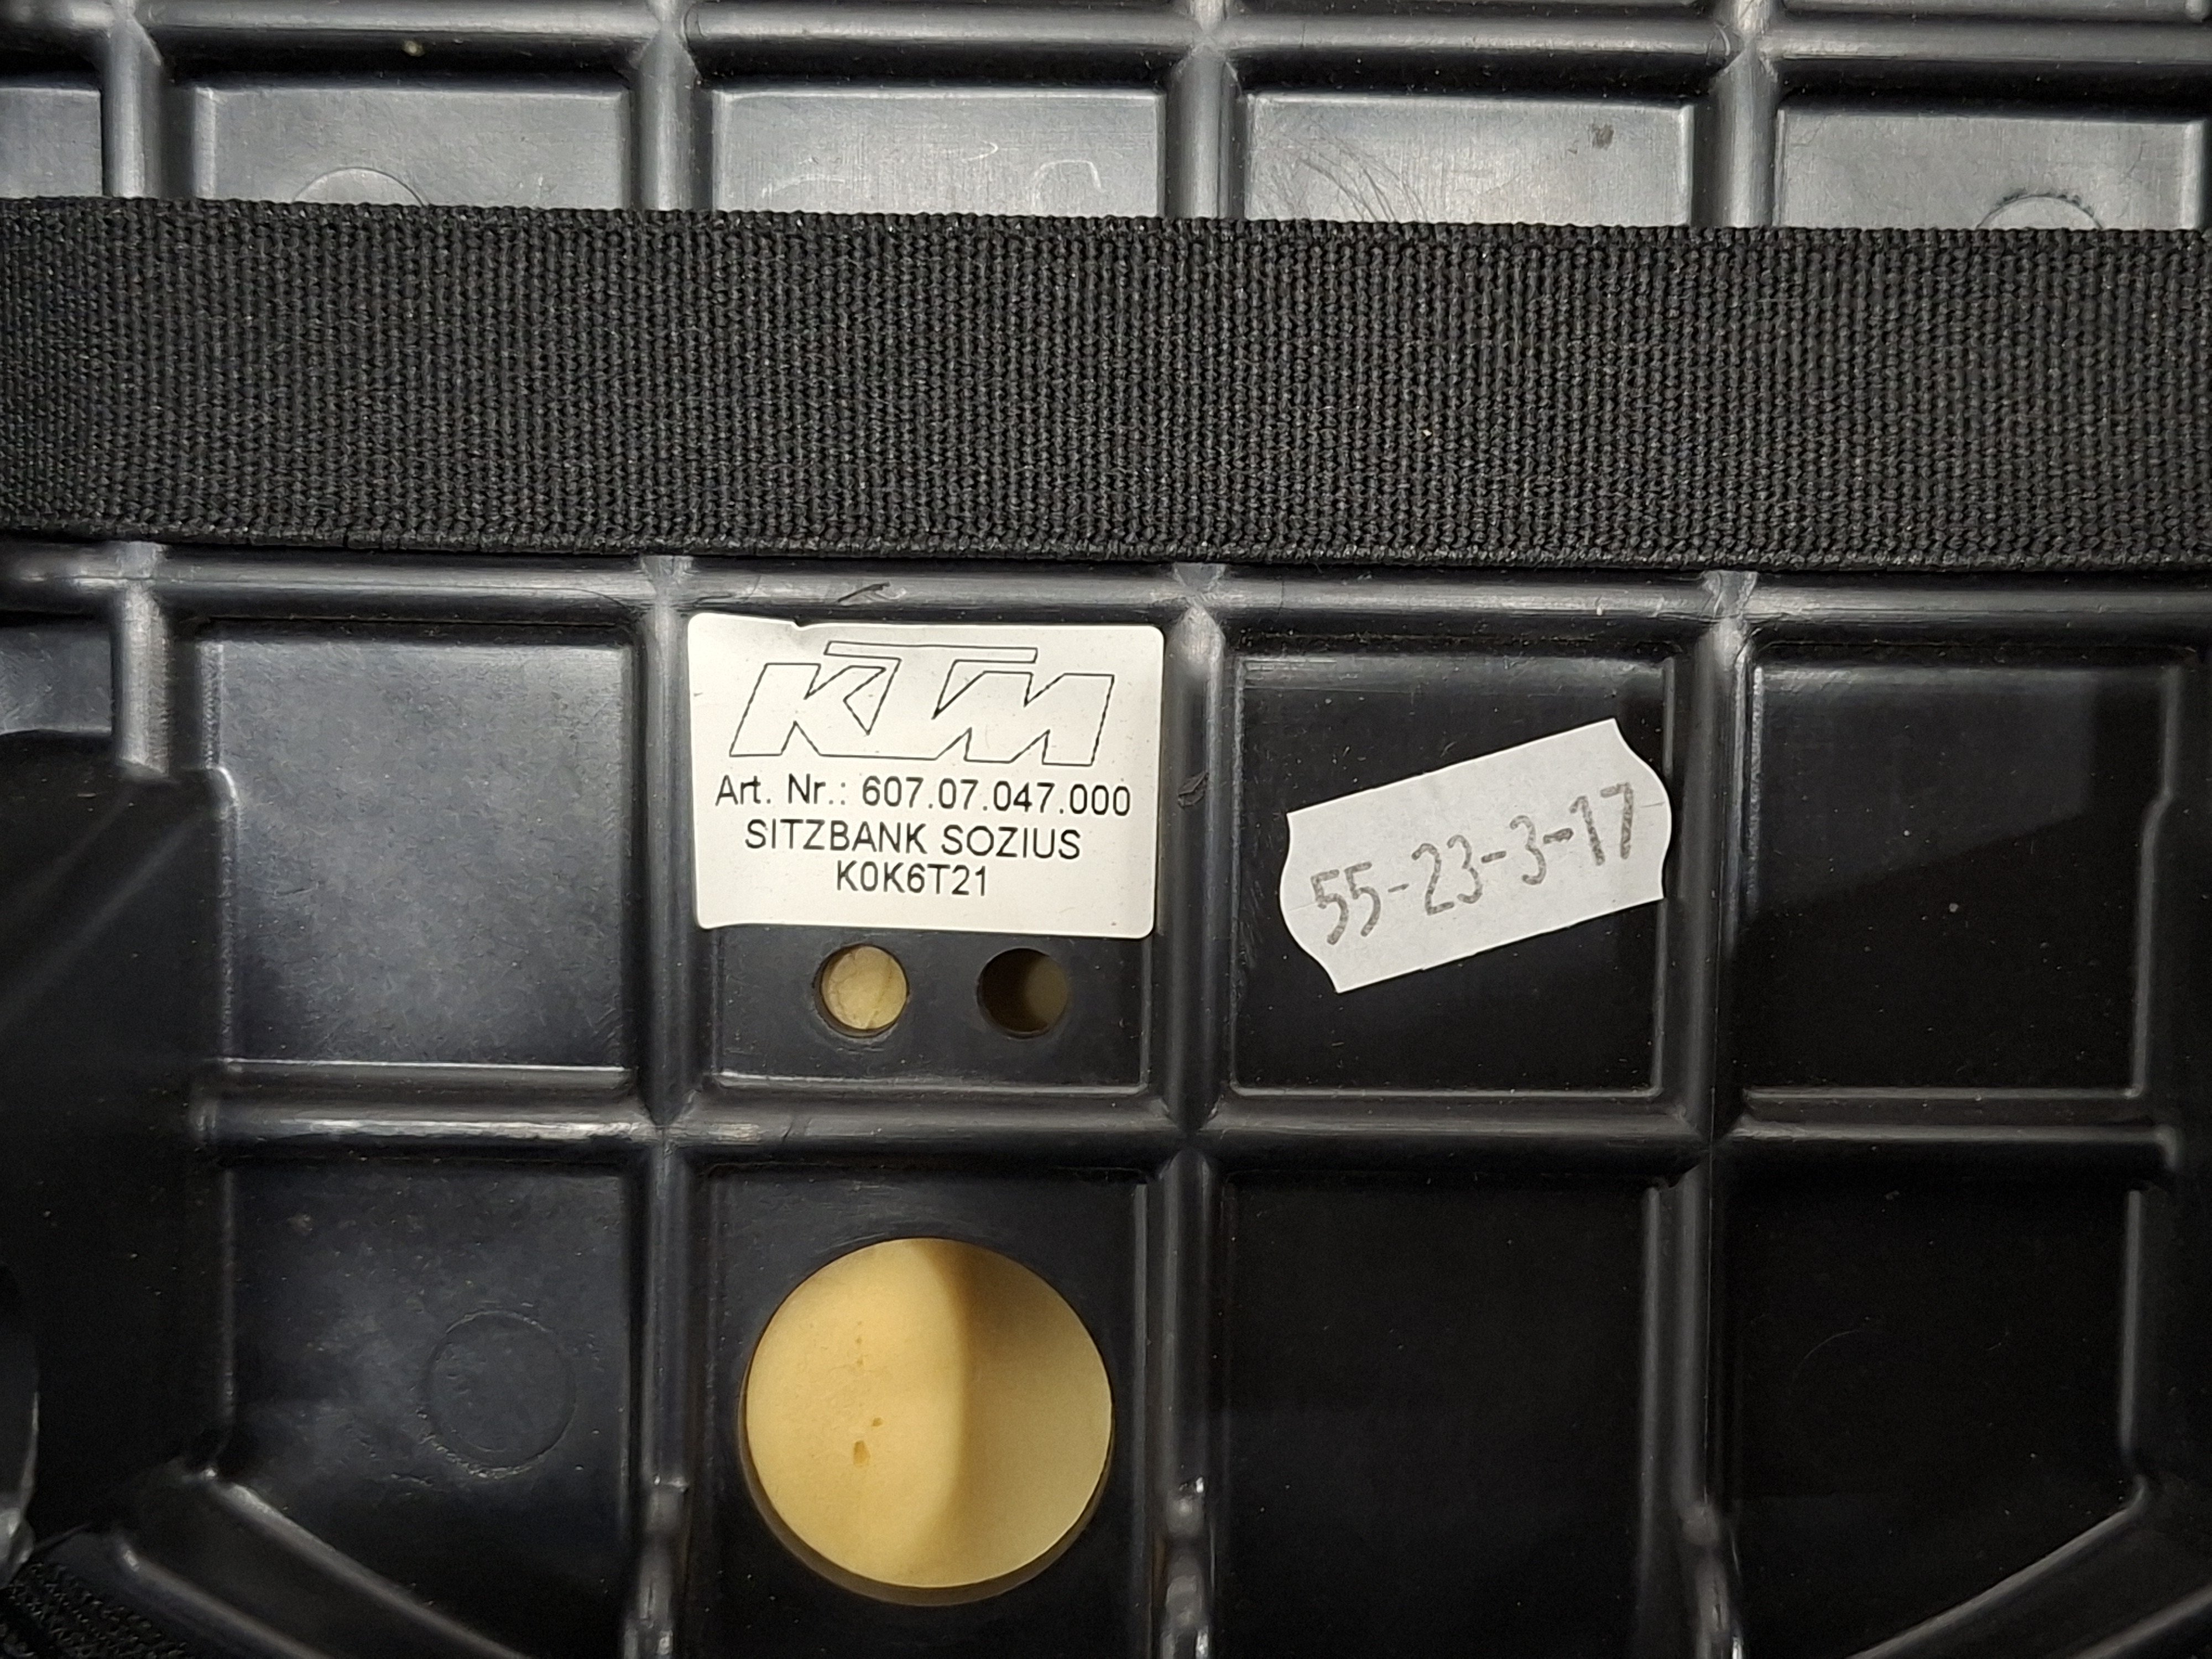 KTM
Art. Nr.: 607.07.047.000
SITZBANK SOZIUS
K0K6T21
55-23-3-17